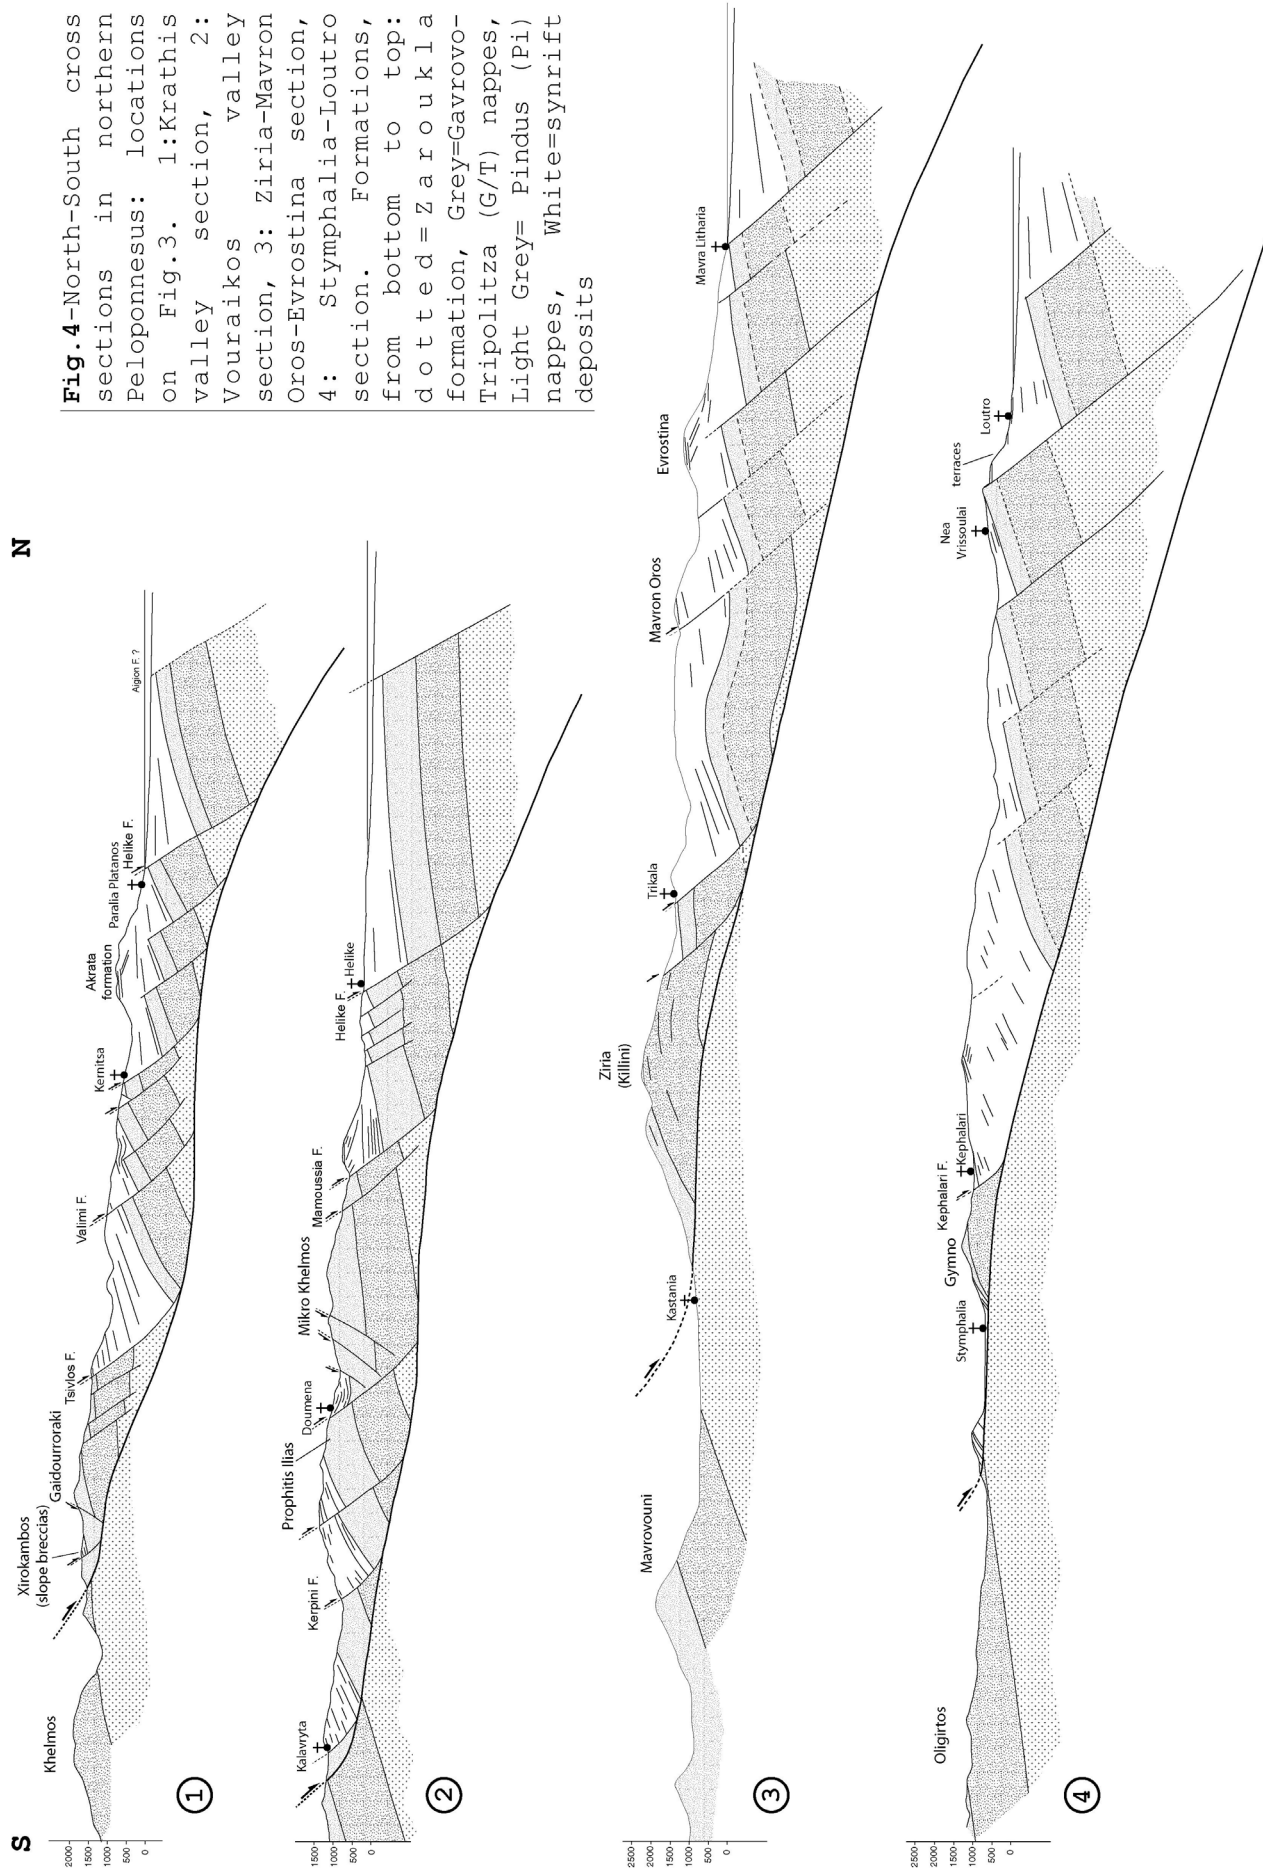 Fig.4-North-South cross
sections in northern
Peloponnesus: locations
on Fig.3. 1:Krathis
valley section, 2:
Vouraikos valley
section, 3: Ziria-Mavron
Oros-Evrostina section,
4: Stymphalia-Loutro
section. Formations,
from bottom to top:
dotted=Zaroukla
formation, Grey=Gavrovo-
Tripolitza (G/T) nappes,
Light Grey= Pindus (Pi)
nappes, White=synrift
deposits
S
N
2000
1500
1000
500
0
Khelmos
Xirokambos
(slope breccias)
Gaidourroraki
Tsivlos F.
Valimi F.
Kernitsa
Akrata
formation
Paralia Platanos
Helike F.
Aigion F. ?
1
1500
1000
500
0
Kalavryta
Kerpini F.
Prophitis Ilias
Doumena
Mikro Khelmos
Mamoussia F.
Helike F.
Helike
2
2500
2000
1500
1000
500
0
Mavrovouni
Kastania
Ziria
(Killini)
Trikala
Mavron Oros
Evrostina
Mavra Litharia
3
2500
2000
1500
1000
500
0
Oligirtos
Stymphalia
Gymno
Kephalari F.
Kephalari
Nea
Vrissoulai
terraces
Loutro
4